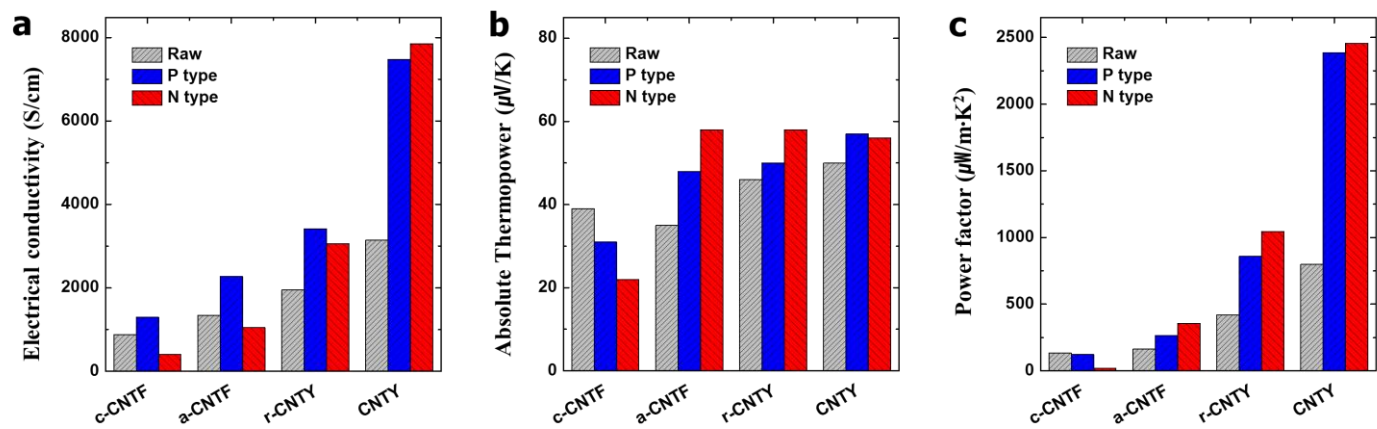 a
Electrical conductivity (S/cm)
8000
6000
4000
2000
0
Raw
P type
N type
c-CNTF
a-CNTF
r-CNTY
CNTY
b
Absolute Thermopower (μV/K)
80
60
40
20
0
Raw
P type
N type
c-CNTF
a-CNTF
r-CNTY
CNTY
c
Power factor (μW/m·K²)
2500
2000
1500
1000
500
0
Raw
P type
N type
c-CNTF
a-CNTF
r-CNTY
CNTY